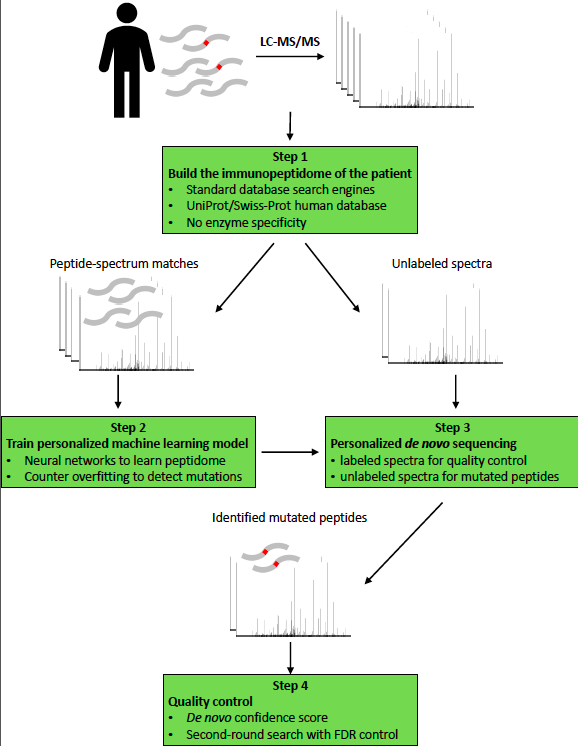 LC-MS/MS
Step 1
Build the immunopeptidome of the patient
• Standard database search engines
• UniProt/Swiss-Prot human database
• No enzyme specificity
Peptide-spectrum matches
Unlabeled spectra
Step 2
Train personalized machine learning model
• Neural networks to learn peptidome
• Counter overfitting to detect mutations
Step 3
Personalized de novo sequencing
• labeled spectra for quality control
• unlabeled spectra for mutated peptides
Identified mutated peptides
Step 4
Quality control
• De novo confidence score
• Second-round search with FDR control